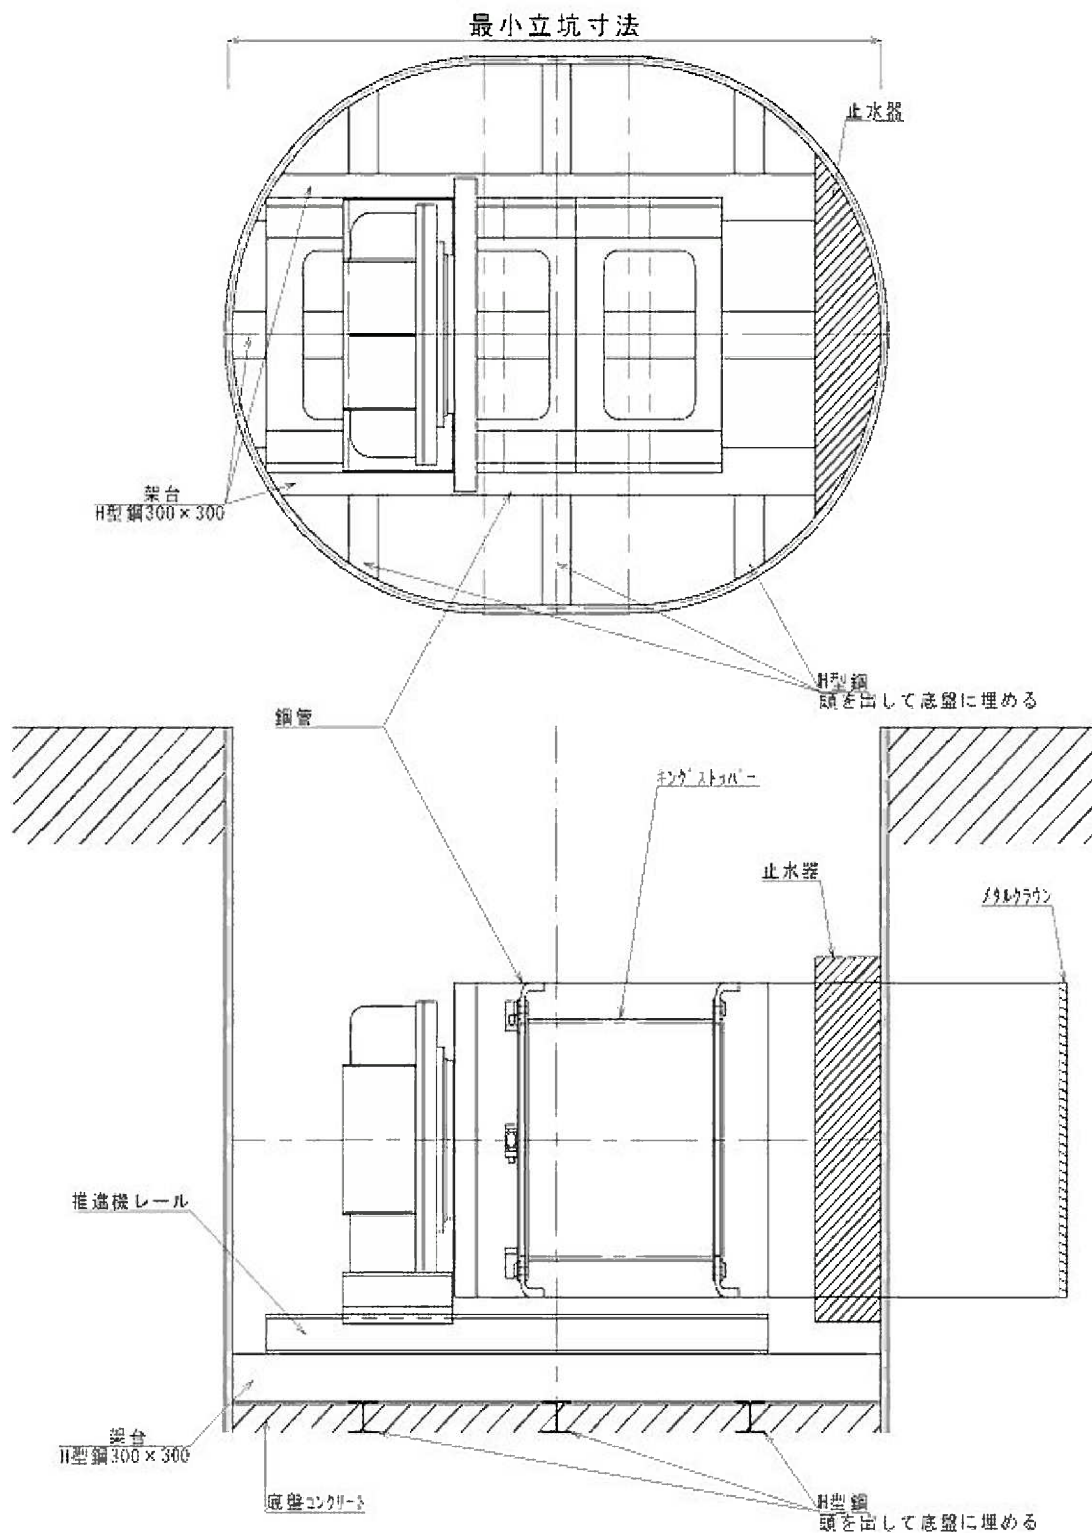 最小立坑寸法
止水器
架台
H型鋼300×300
H型鋼
頭を出して底盤に埋める
鋼管
キングストッパー
止水器
メタルクラウン
推進機レール
架台
H型鋼300×300
底盤コンクリート
H型鋼
頭を出して底盤に埋める